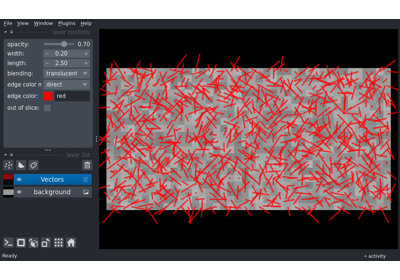 File View Window Plugins Help
layer controls
opacity: 0.70
width: 0.20
length: 2.50
blending: translucent
edge color m direct
edge color: red
out of slice:
layer list
Vectors
background
Ready
activity